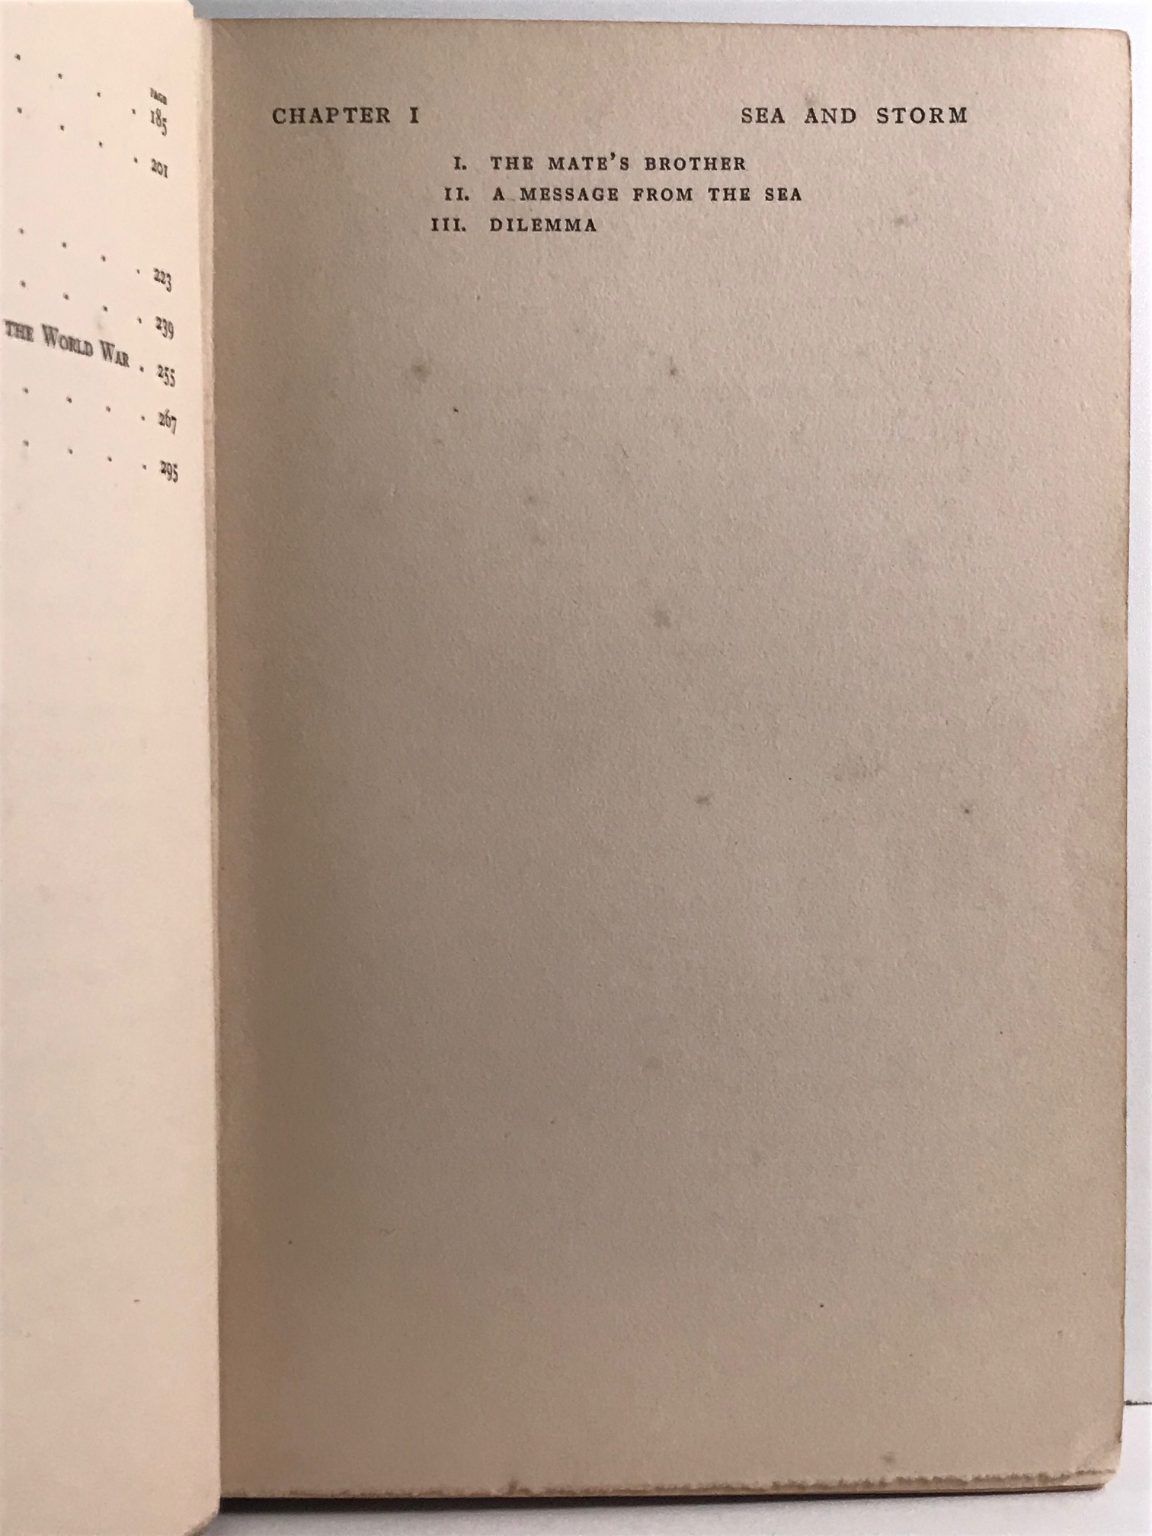 PAGE
185
201
223
239
THE WORLD WAR . 255
267
295
CHAPTER I SEA AND STORM
I. THE MATE'S BROTHER
II. A MESSAGE FROM THE SEA
III. DILEMMA